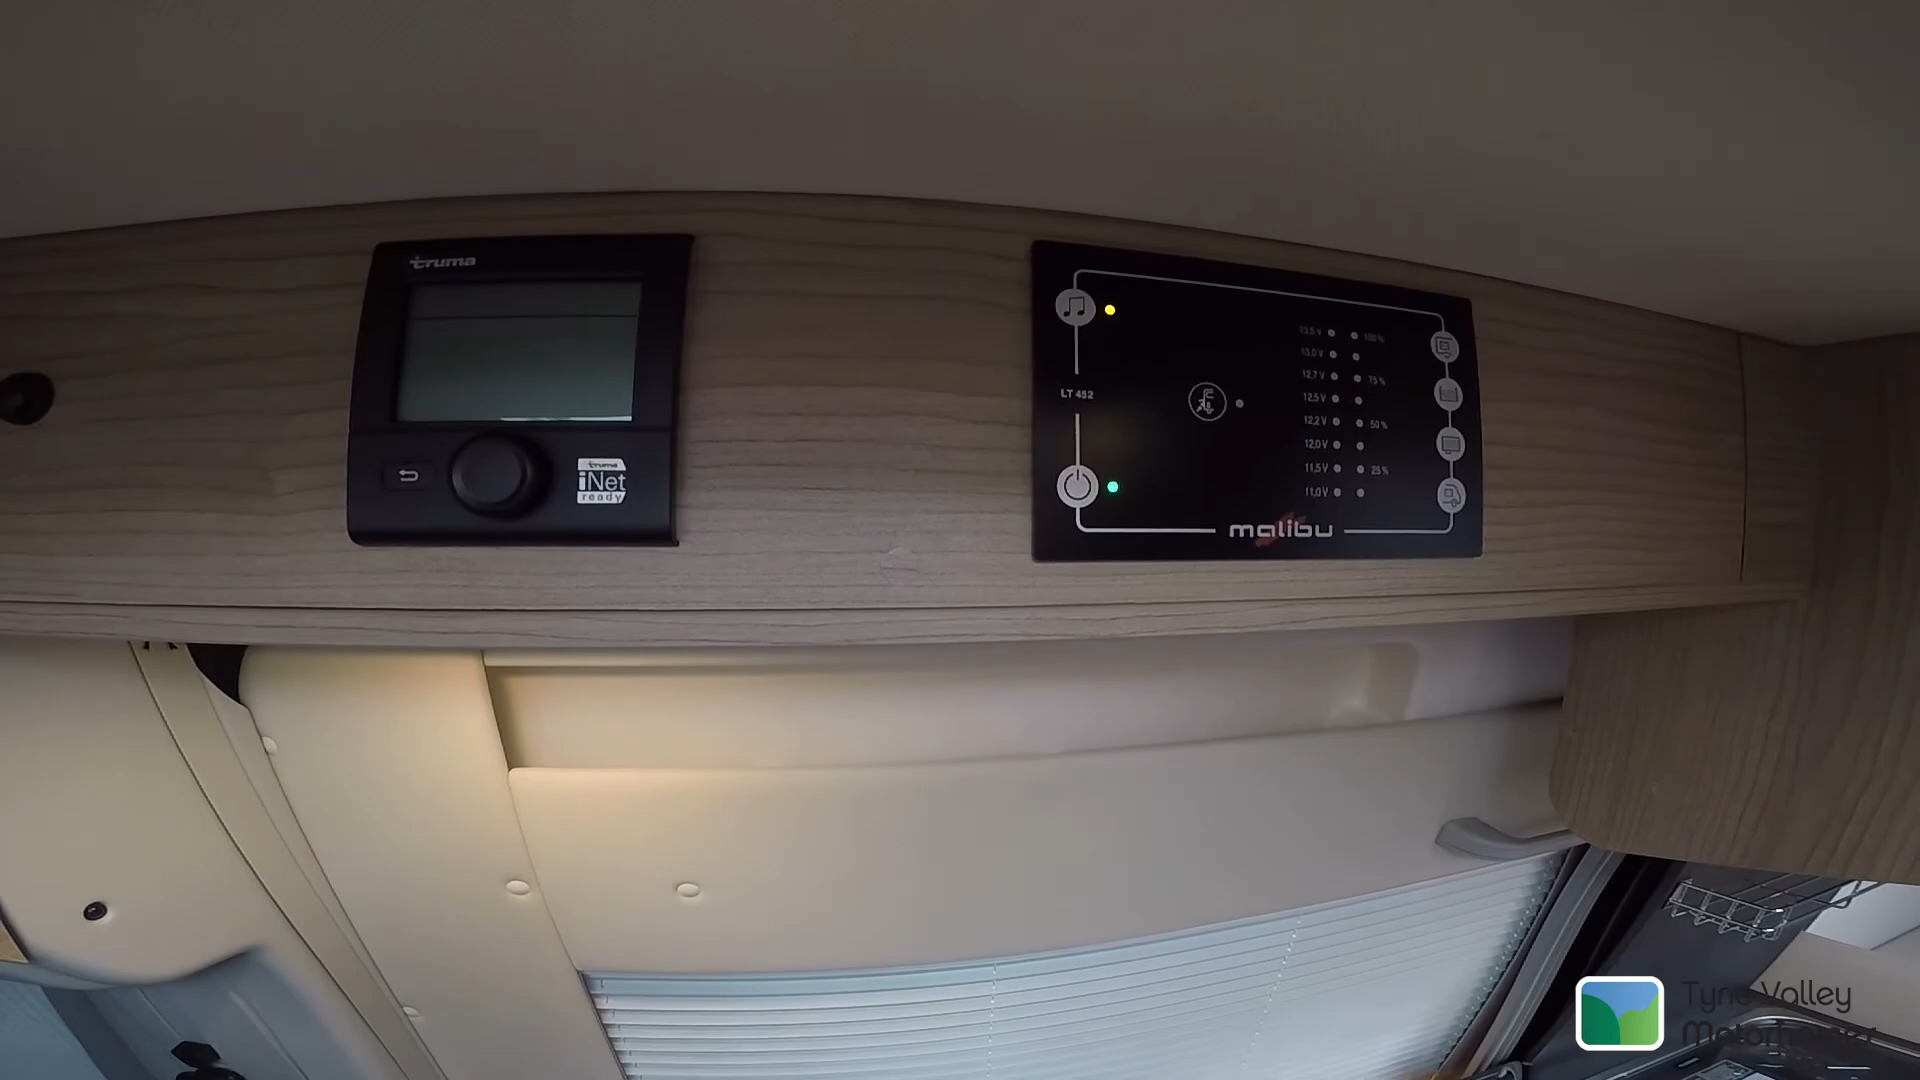 truma
truma
iNet
ready
LT 452
13,5 V
100 %
13,0 V
12,7 V
75 %
12,5 V
12,2 V
50 %
12,0 V
11,5 V
25 %
11,0 V
malibu
Tyne Valley
Motorhomes